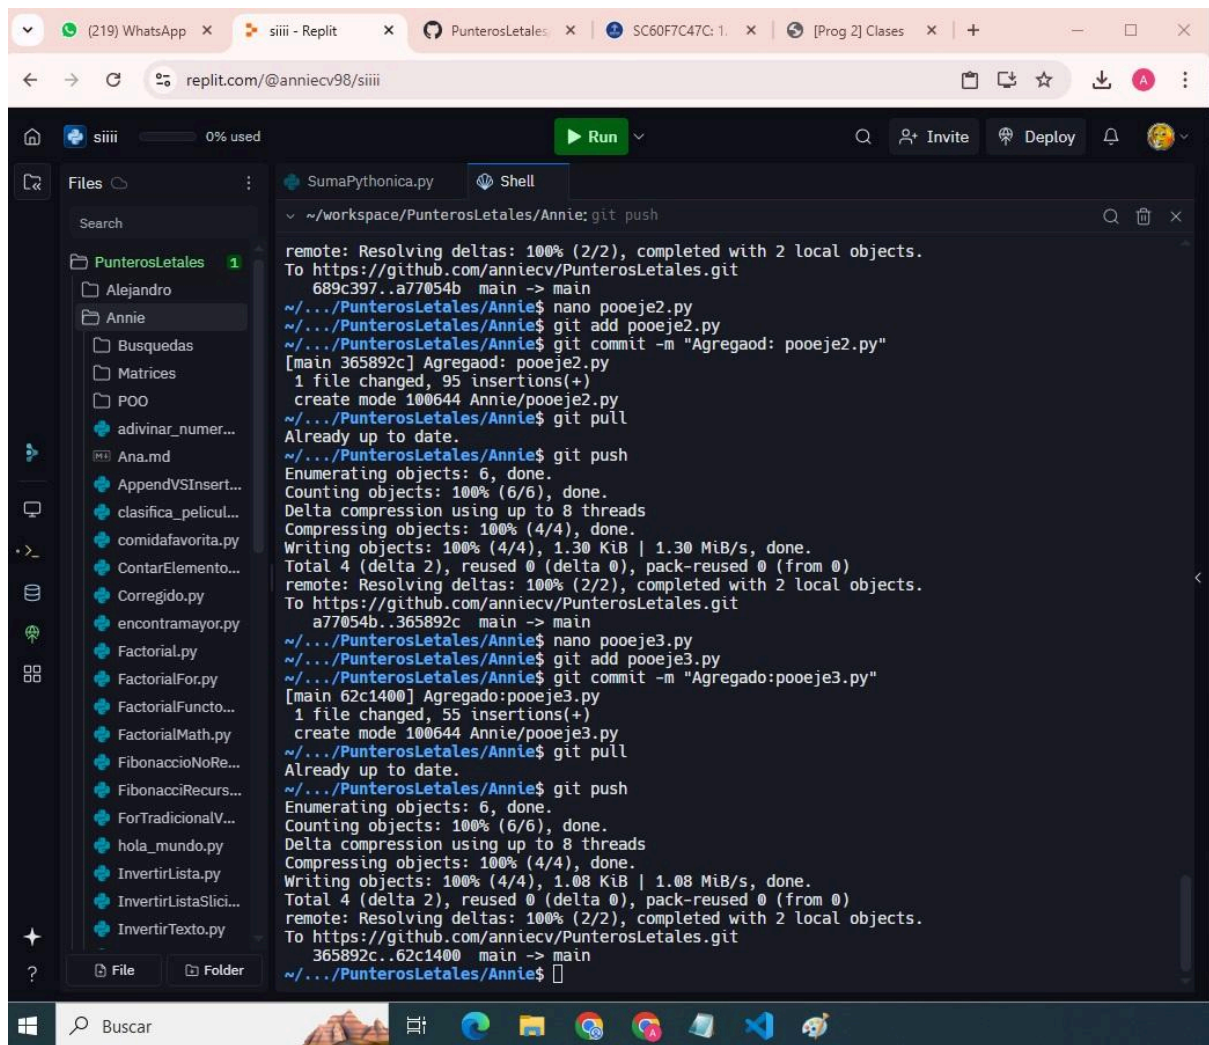 (219) WhatsApp
siiii - Replit
PunterosLetales
SC60F7C47C: 1.
[Prog 2] Clases
replit.com/@anniecv98/siiii
A
siiii
0% used
Run
Invite
Deploy
Files
SumaPythonica.py
Shell
Search
~/workspace/PunterosLetales/Annie: git push
PunterosLetales 1
Alejandro
Annie
Busquedas
Matrices
POO
adivinar_numer...
Ana.md
AppendVSInsert...
clasifica_pelicul...
comidafavorita.py
ContarElemento...
Corregido.py
encontramayor.py
Factorial.py
FactorialFor.py
FactorialFuncto...
FactorialMath.py
FibonaccioNoRe...
FibonacciRecurs...
ForTradicionalV...
hola_mundo.py
InvertirLista.py
InvertirListaSlici...
InvertirTexto.py
File
Folder
remote: Resolving deltas: 100% (2/2), completed with 2 local objects.
To https://github.com/anniecv/PunterosLetales.git
689c397..a77054b  main -> main
~/.../PunterosLetales/Annie$ nano pooeje2.py
~/.../PunterosLetales/Annie$ git add pooeje2.py
~/.../PunterosLetales/Annie$ git commit -m "Agregaod: pooeje2.py"
[main 365892c] Agregaod: pooeje2.py
1 file changed, 95 insertions(+)
create mode 100644 Annie/pooeje2.py
~/.../PunterosLetales/Annie$ git pull
Already up to date.
~/.../PunterosLetales/Annie$ git push
Enumerating objects: 6, done.
Counting objects: 100% (6/6), done.
Delta compression using up to 8 threads
Compressing objects: 100% (4/4), done.
Writing objects: 100% (4/4), 1.30 KiB | 1.30 MiB/s, done.
Total 4 (delta 2), reused 0 (delta 0), pack-reused 0 (from 0)
remote: Resolving deltas: 100% (2/2), completed with 2 local objects.
To https://github.com/anniecv/PunterosLetales.git
a77054b..365892c  main -> main
~/.../PunterosLetales/Annie$ nano pooeje3.py
~/.../PunterosLetales/Annie$ git add pooeje3.py
~/.../PunterosLetales/Annie$ git commit -m "Agregado:pooeje3.py"
[main 62c1400] Agregado:pooeje3.py
1 file changed, 55 insertions(+)
create mode 100644 Annie/pooeje3.py
~/.../PunterosLetales/Annie$ git pull
Already up to date.
~/.../PunterosLetales/Annie$ git push
Enumerating objects: 6, done.
Counting objects: 100% (6/6), done.
Delta compression using up to 8 threads
Compressing objects: 100% (4/4), done.
Writing objects: 100% (4/4), 1.08 KiB | 1.08 MiB/s, done.
Total 4 (delta 2), reused 0 (delta 0), pack-reused 0 (from 0)
remote: Resolving deltas: 100% (2/2), completed with 2 local objects.
To https://github.com/anniecv/PunterosLetales.git
365892c..62c1400  main -> main
~/.../PunterosLetales/Annie$
Buscar